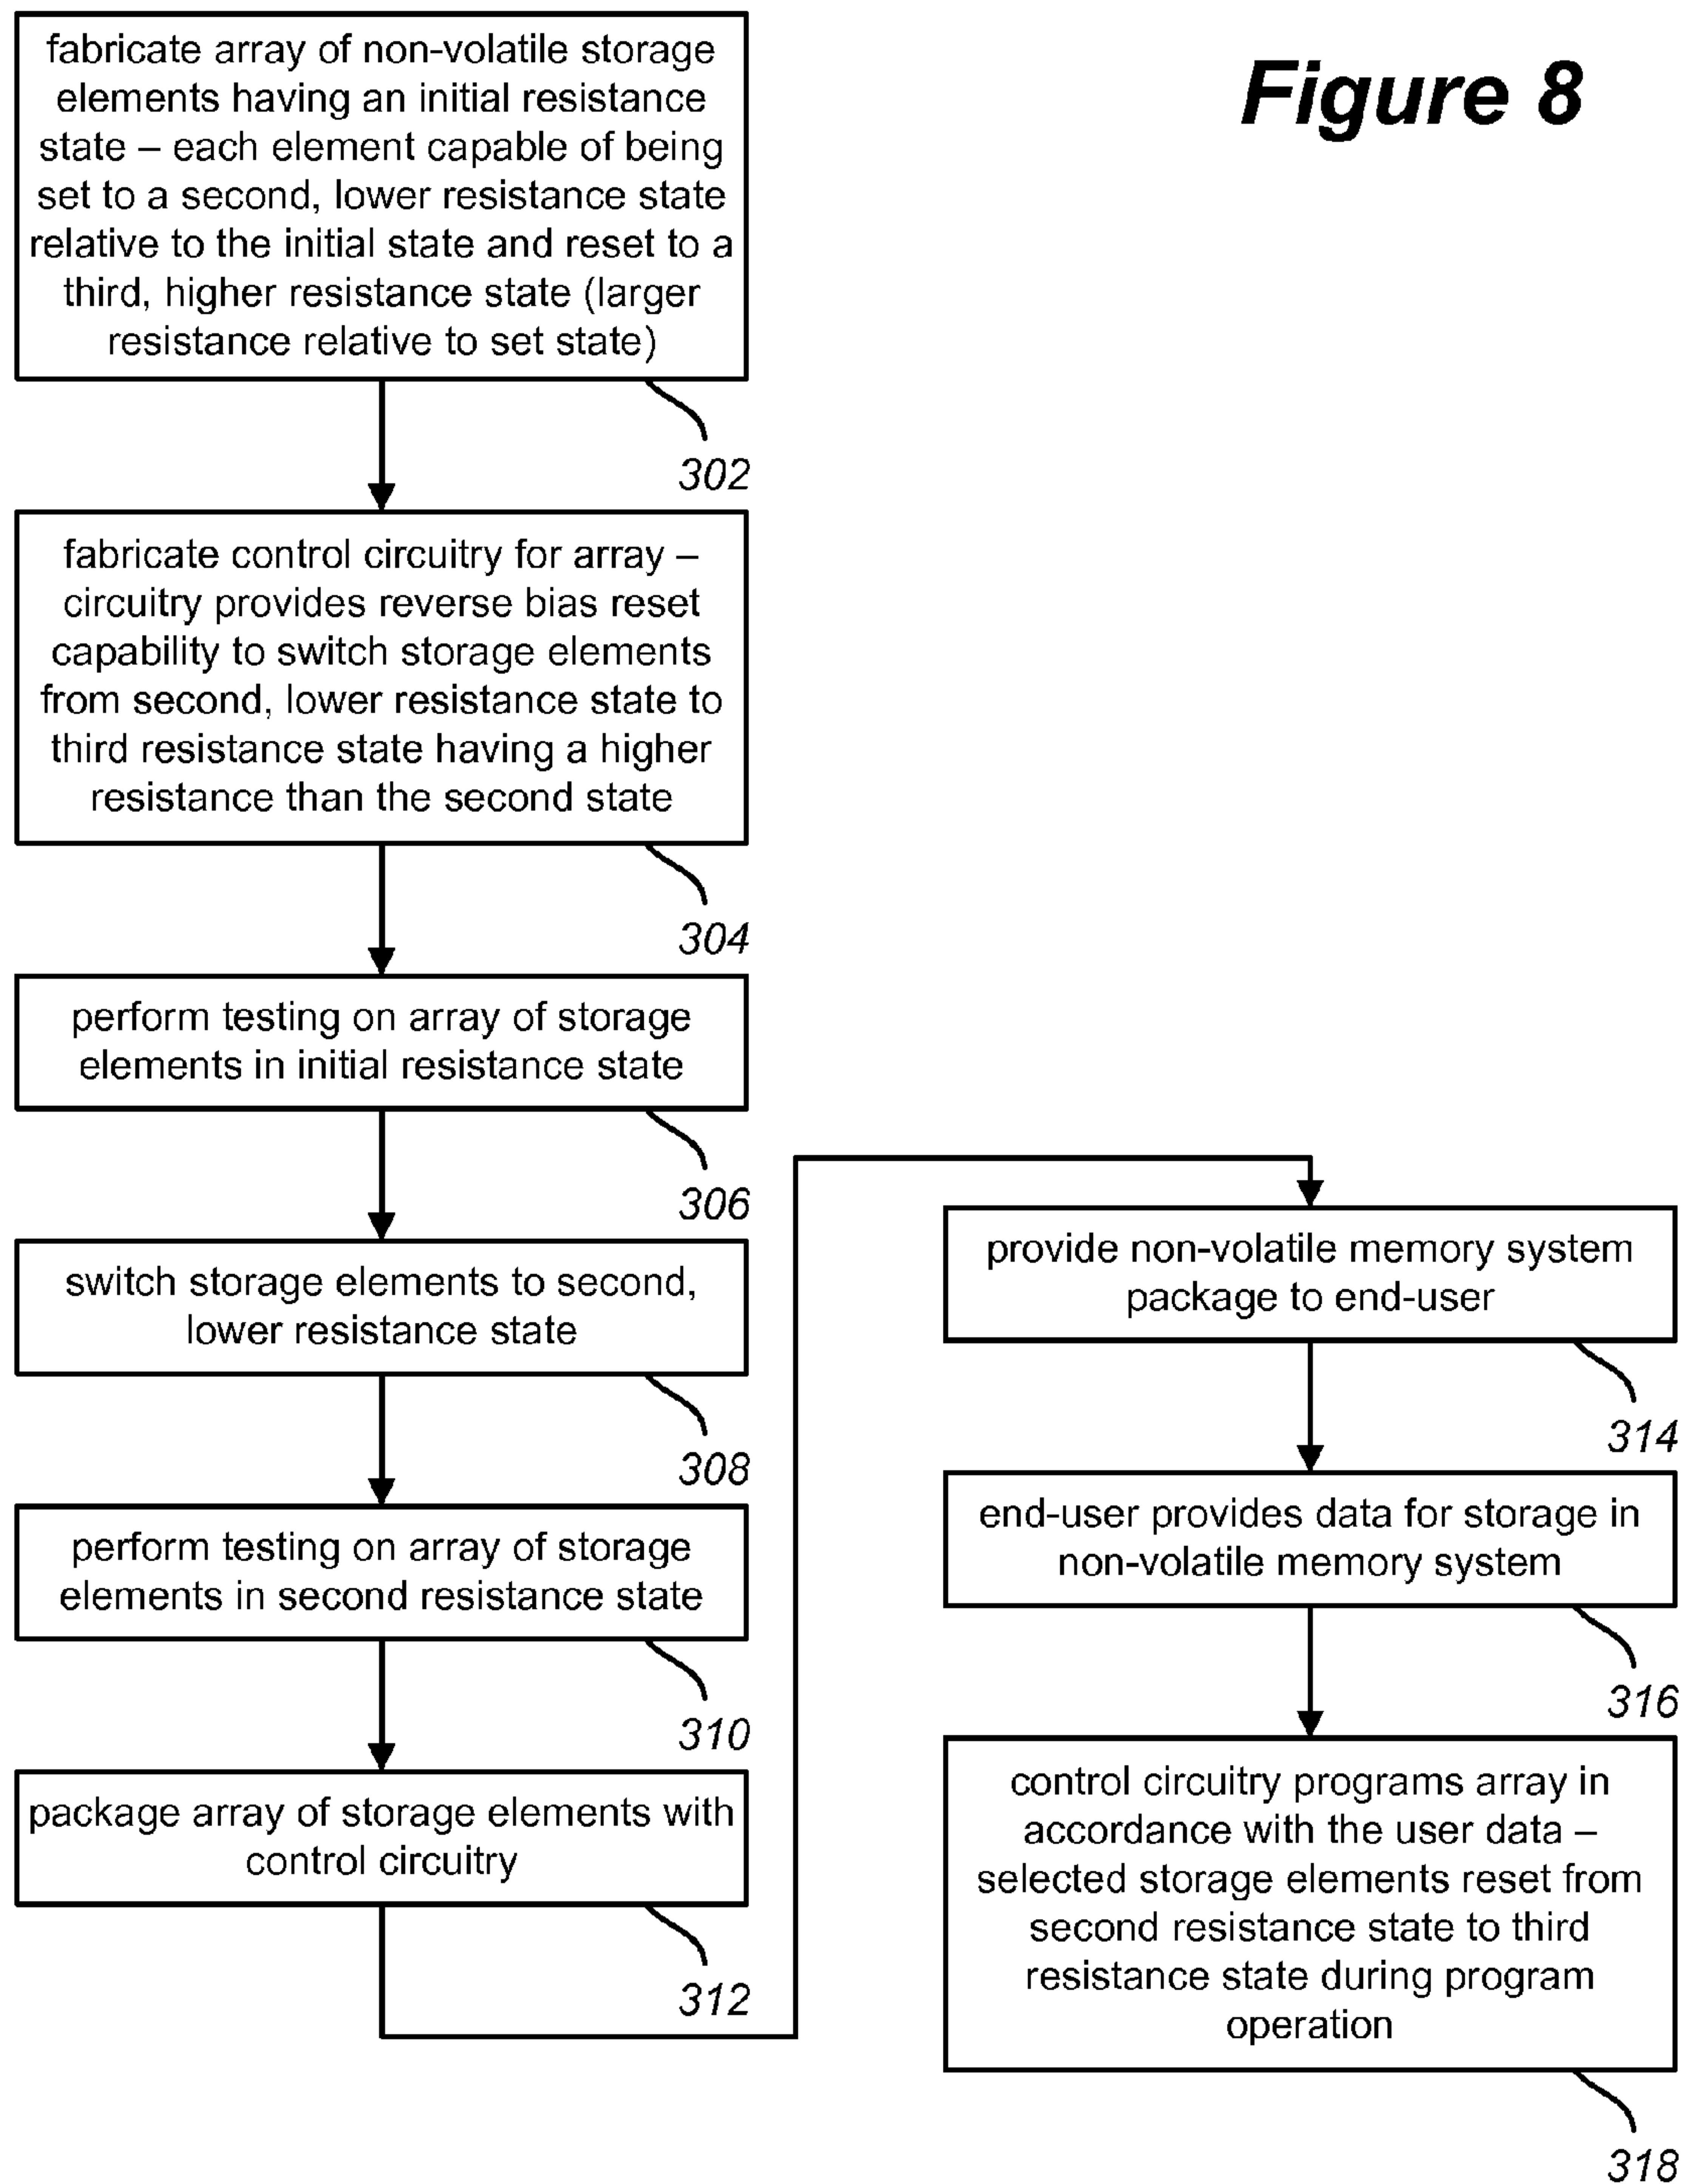 Figure 8
fabricate array of non-volatile storage
elements having an initial resistance
state – each element capable of being
set to a second, lower resistance state
relative to the initial state and reset to a
third, higher resistance state (larger
resistance relative to set state)
302
fabricate control circuitry for array –
circuitry provides reverse bias reset
capability to switch storage elements
from second, lower resistance state to
third resistance state having a higher
resistance than the second state
304
perform testing on array of storage
elements in initial resistance state
306
switch storage elements to second,
lower resistance state
308
perform testing on array of storage
elements in second resistance state
310
package array of storage elements with
control circuitry
312
provide non-volatile memory system
package to end-user
314
end-user provides data for storage in
non-volatile memory system
316
control circuitry programs array in
accordance with the user data –
selected storage elements reset from
second resistance state to third
resistance state during program
operation
318